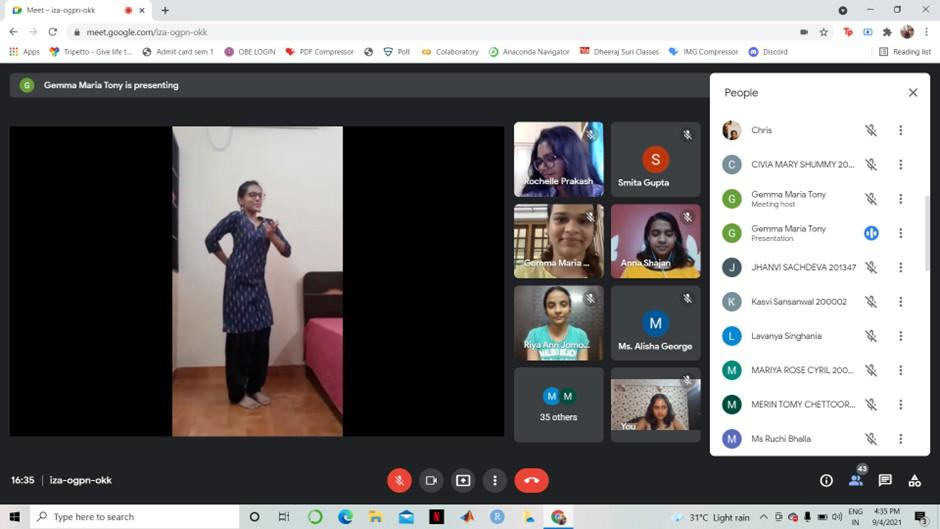 Meet – iza-ogpn-okk
meet.google.com/iza-ogpn-okk
Apps
Tripetto - Give life t...
Admit card sem 1
OBE LOGIN
PDF Compressor
Poll
Colaboratory
Anaconda Navigator
Dheeraj Suri Classes
IMG Compressor
Discord
Reading list
G
Gemma Maria Tony is presenting
Rochelle Prakash
S
Smita Gupta
Gemma Maria ...
Anna Shajan
Riya Ann Jomo...
MALIBU BEACH
M
Ms. Alisha George
M M
35 others
You
People
Chris
C
CIVIA MARY SHUMMY 20...
G
Gemma Maria Tony
Meeting host
G
Gemma Maria Tony
Presentation
J
JHANVI SACHDEVA 201347
K
Kasvi Sansanwal 200002
L
Lavanya Singhania
M
MARIYA ROSE CYRIL 200...
M
MERIN TOMY CHETTOOR...
M
Ms Ruchi Bhalla
16:35 | iza-ogpn-okk
43
Type here to search
31°C Light rain
ENG
IN
4:35 PM
9/4/2021